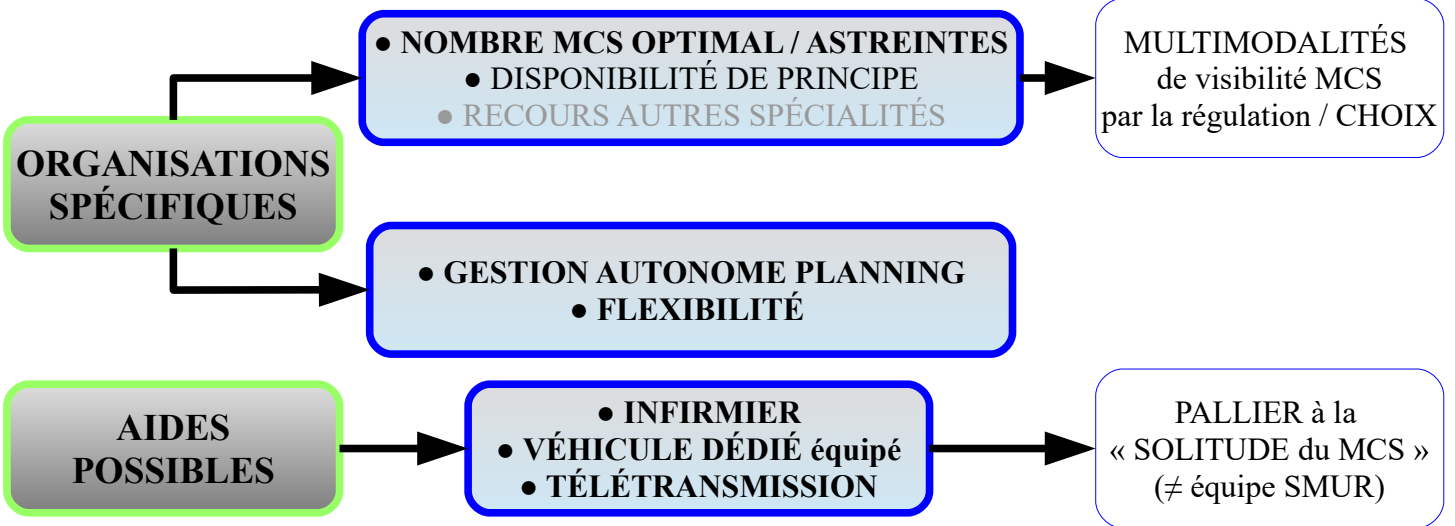 ORGANISATIONS
SPÉCIFIQUES
● NOMBRE MCS OPTIMAL / ASTREINTES
● DISPONIBILITÉ DE PRINCIPE
● RECOURS AUTRES SPÉCIALITÉS
MULTIMODALITÉS
de visibilité MCS
par la régulation / CHOIX
● GESTION AUTONOME PLANNING
● FLEXIBILITÉ
AIDES
POSSIBLES
● INFIRMIER
● VÉHICULE DÉDIÉ équipé
● TÉLÉTRANSMISSION
PALLIER à la
« SOLITUDE du MCS »
(≠ équipe SMUR)